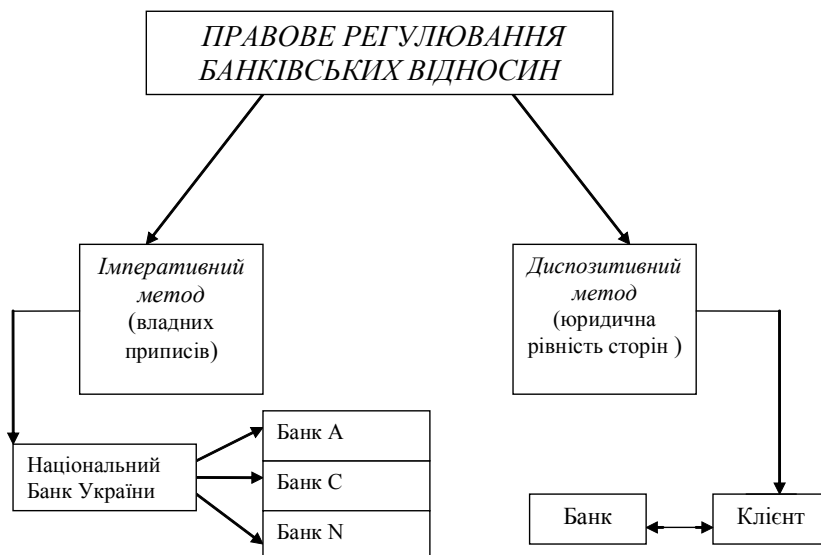 ПРАВОВЕ РЕГУЛЮВАННЯ
БАНКІВСЬКИХ ВІДНОСИН
Імперативний
метод
(владних
приписів)
Диспозитивний
метод
(юридична
рівність сторін )
Національний
Банк України
Банк А
Банк С
Банк N
Банк
Клієнт